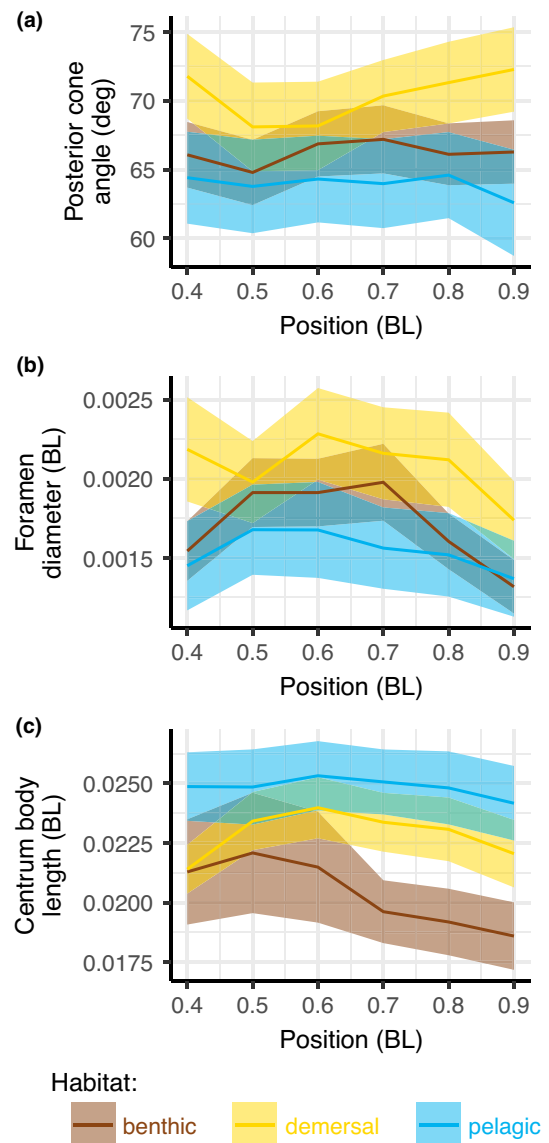 (a)
Posterior cone
angle (deg)
75
70
65
60
0.4 0.5 0.6 0.7 0.8 0.9
Position (BL)
(b)
Foramen
diameter (BL)
0.0025
0.0020
0.0015
0.4 0.5 0.6 0.7 0.8 0.9
Position (BL)
(c)
Centrum body
length (BL)
0.0250
0.0225
0.0200
0.0175
0.4 0.5 0.6 0.7 0.8 0.9
Position (BL)
Habitat:
benthic demersal pelagic